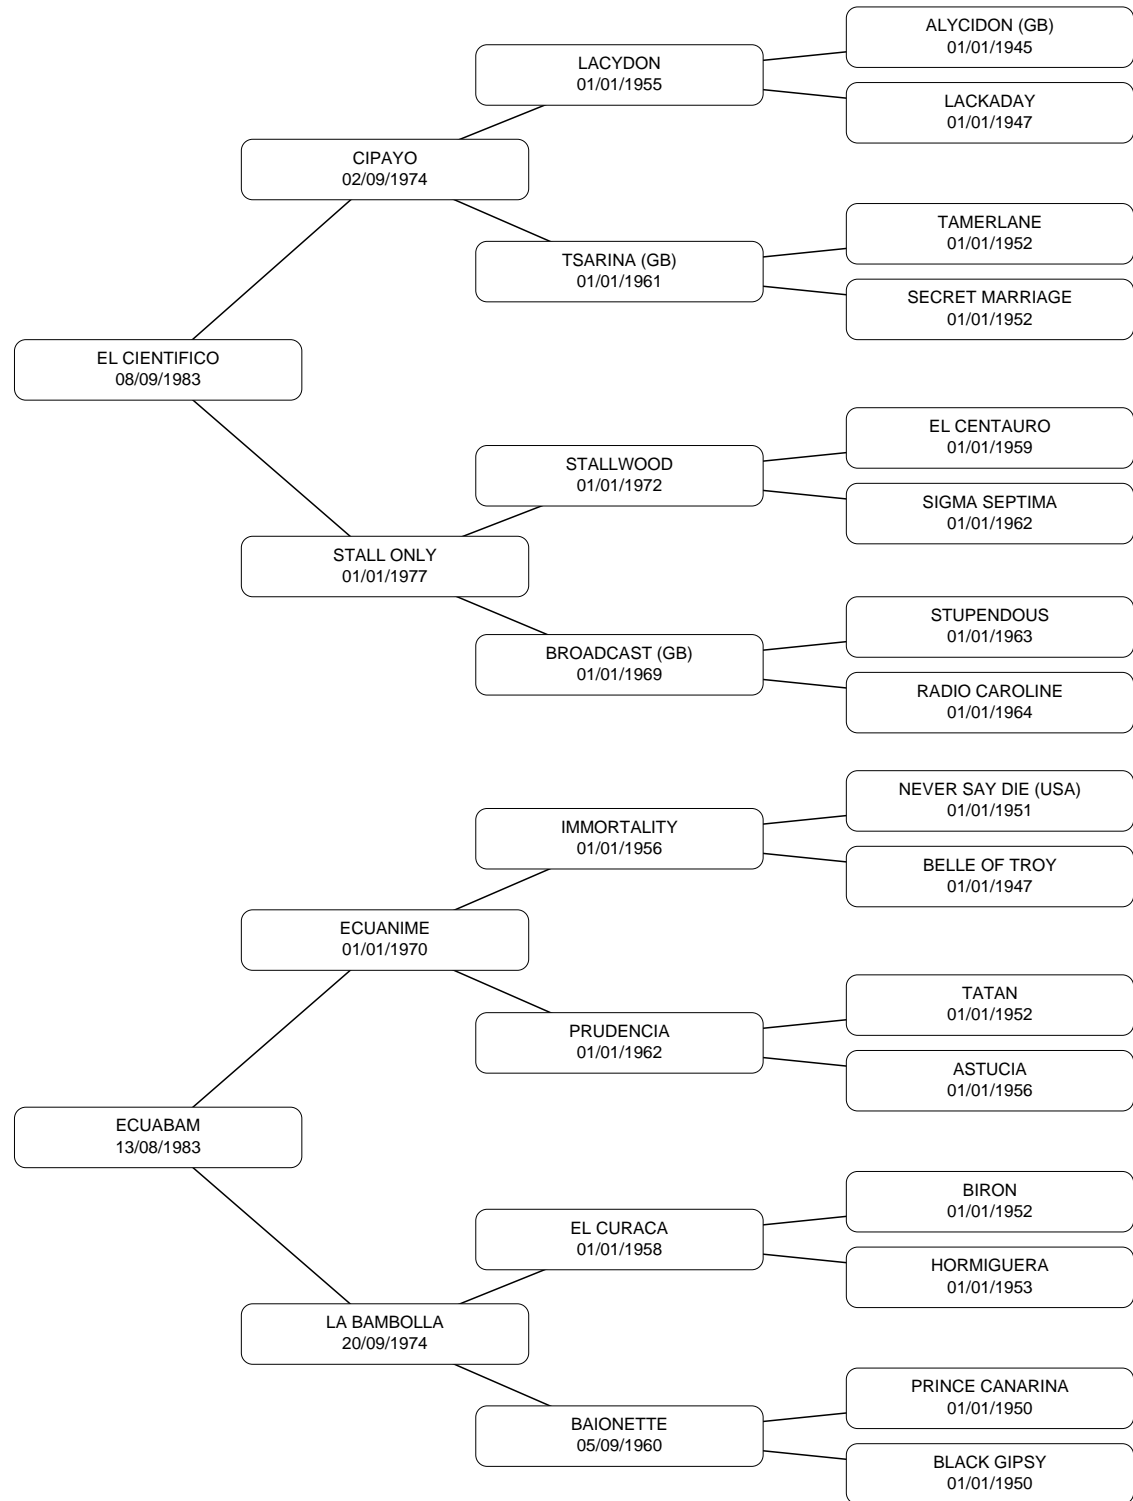 ALYCIDON (GB)
01/01/1945
LACYDON
01/01/1955
LACKADAY
01/01/1947
CIPAYO
02/09/1974
TAMERLANE
01/01/1952
TSARINA (GB)
01/01/1961
SECRET MARRIAGE
01/01/1952
EL CIENTIFICO
08/09/1983
EL CENTAURO
01/01/1959
STALLWOOD
01/01/1972
SIGMA SEPTIMA
01/01/1962
STALL ONLY
01/01/1977
STUPENDOUS
01/01/1963
BROADCAST (GB)
01/01/1969
RADIO CAROLINE
01/01/1964
NEVER SAY DIE (USA)
01/01/1951
IMMORTALITY
01/01/1956
BELLE OF TROY
01/01/1947
ECUANIME
01/01/1970
TATAN
01/01/1952
PRUDENCIA
01/01/1962
ASTUCIA
01/01/1956
ECUABAM
13/08/1983
BIRON
01/01/1952
EL CURACA
01/01/1958
HORMIGUERA
01/01/1953
LA BAMBOLLA
20/09/1974
PRINCE CANARINA
01/01/1950
BAIONETTE
05/09/1960
BLACK GIPSY
01/01/1950